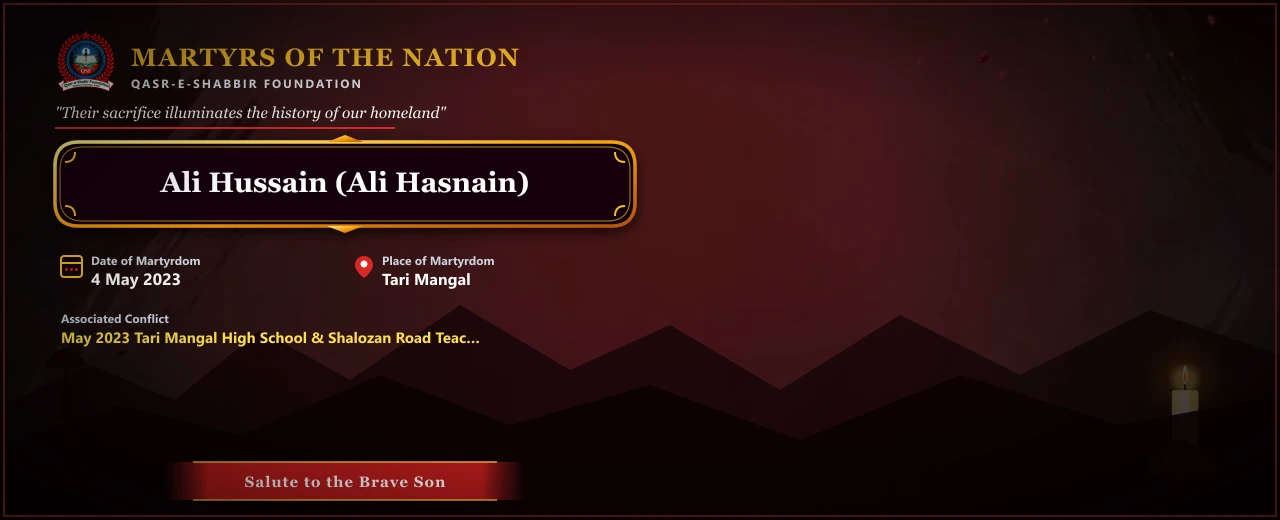 MARTYRS OF THE NATION
QASR-E-SHABBIR FOUNDATION
"Their sacrifice illuminates the history of our homeland"
Ali Hussain (Ali Hasnain)
Date of Martyrdom
4 May 2023
Place of Martyrdom
Tari Mangal
Associated Conflict
May 2023 Tari Mangal High School & Shalozan Road Teac...
Salute to the Brave Son